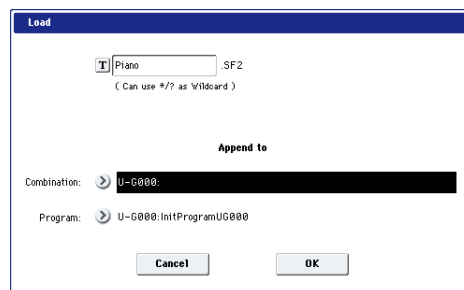 Load
T Piano .SF2
( Can use */? as Wildcard )
Append to
Combination: U-G000:
Program: U-G000:InitProgramUG000
Cancel OK